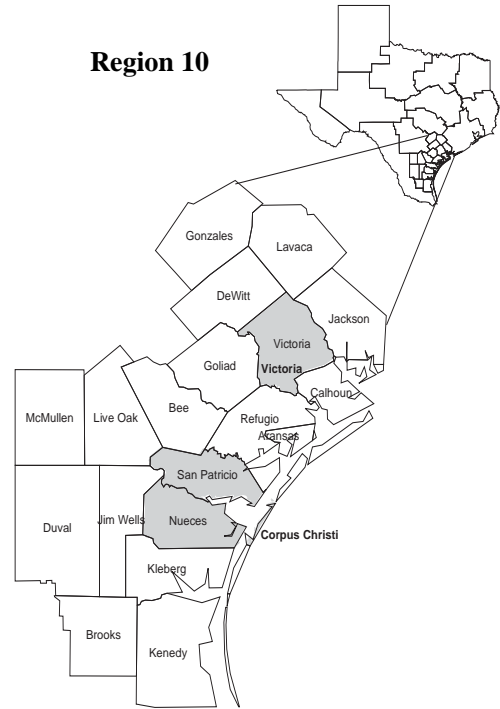 Region 10
Gonzales
Lavaca
DeWitt
Jackson
Victoria
Victoria
Goliad
Calhoun
Bee
Refugio
McMullen
Live Oak
Aransas
San Patricio
Nueces
Jim Wells
Duval
Corpus Christi
Kleberg
Brooks
Kenedy